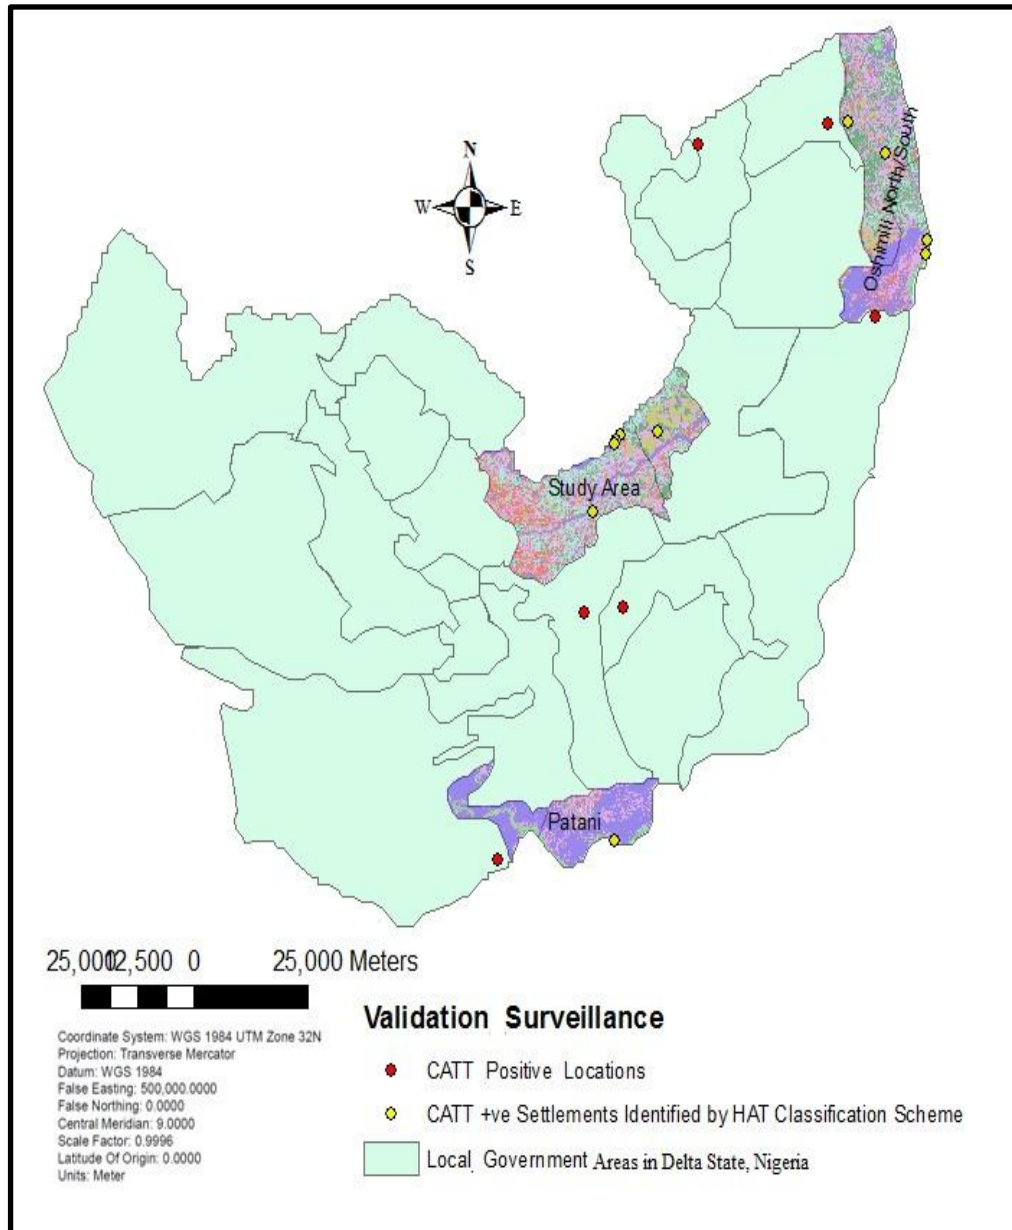 N
W E
S
Oshimili North/South
Study Area
Patani
25,000 12,500 0 25,000 Meters
Coordinate System: WGS 1984 UTM Zone 32N
Projection: Transverse Mercator
Datum: WGS 1984
False Easting: 500,000.0000
False Northing: 0.0000
Central Meridian: 9.0000
Scale Factor: 0.9996
Latitude Of Origin: 0.0000
Units: Meter
Validation Surveillance
CATT Positive Locations
CATT +ve Settlements Identified by HAT Classification Scheme
Local Government Areas in Delta State, Nigeria